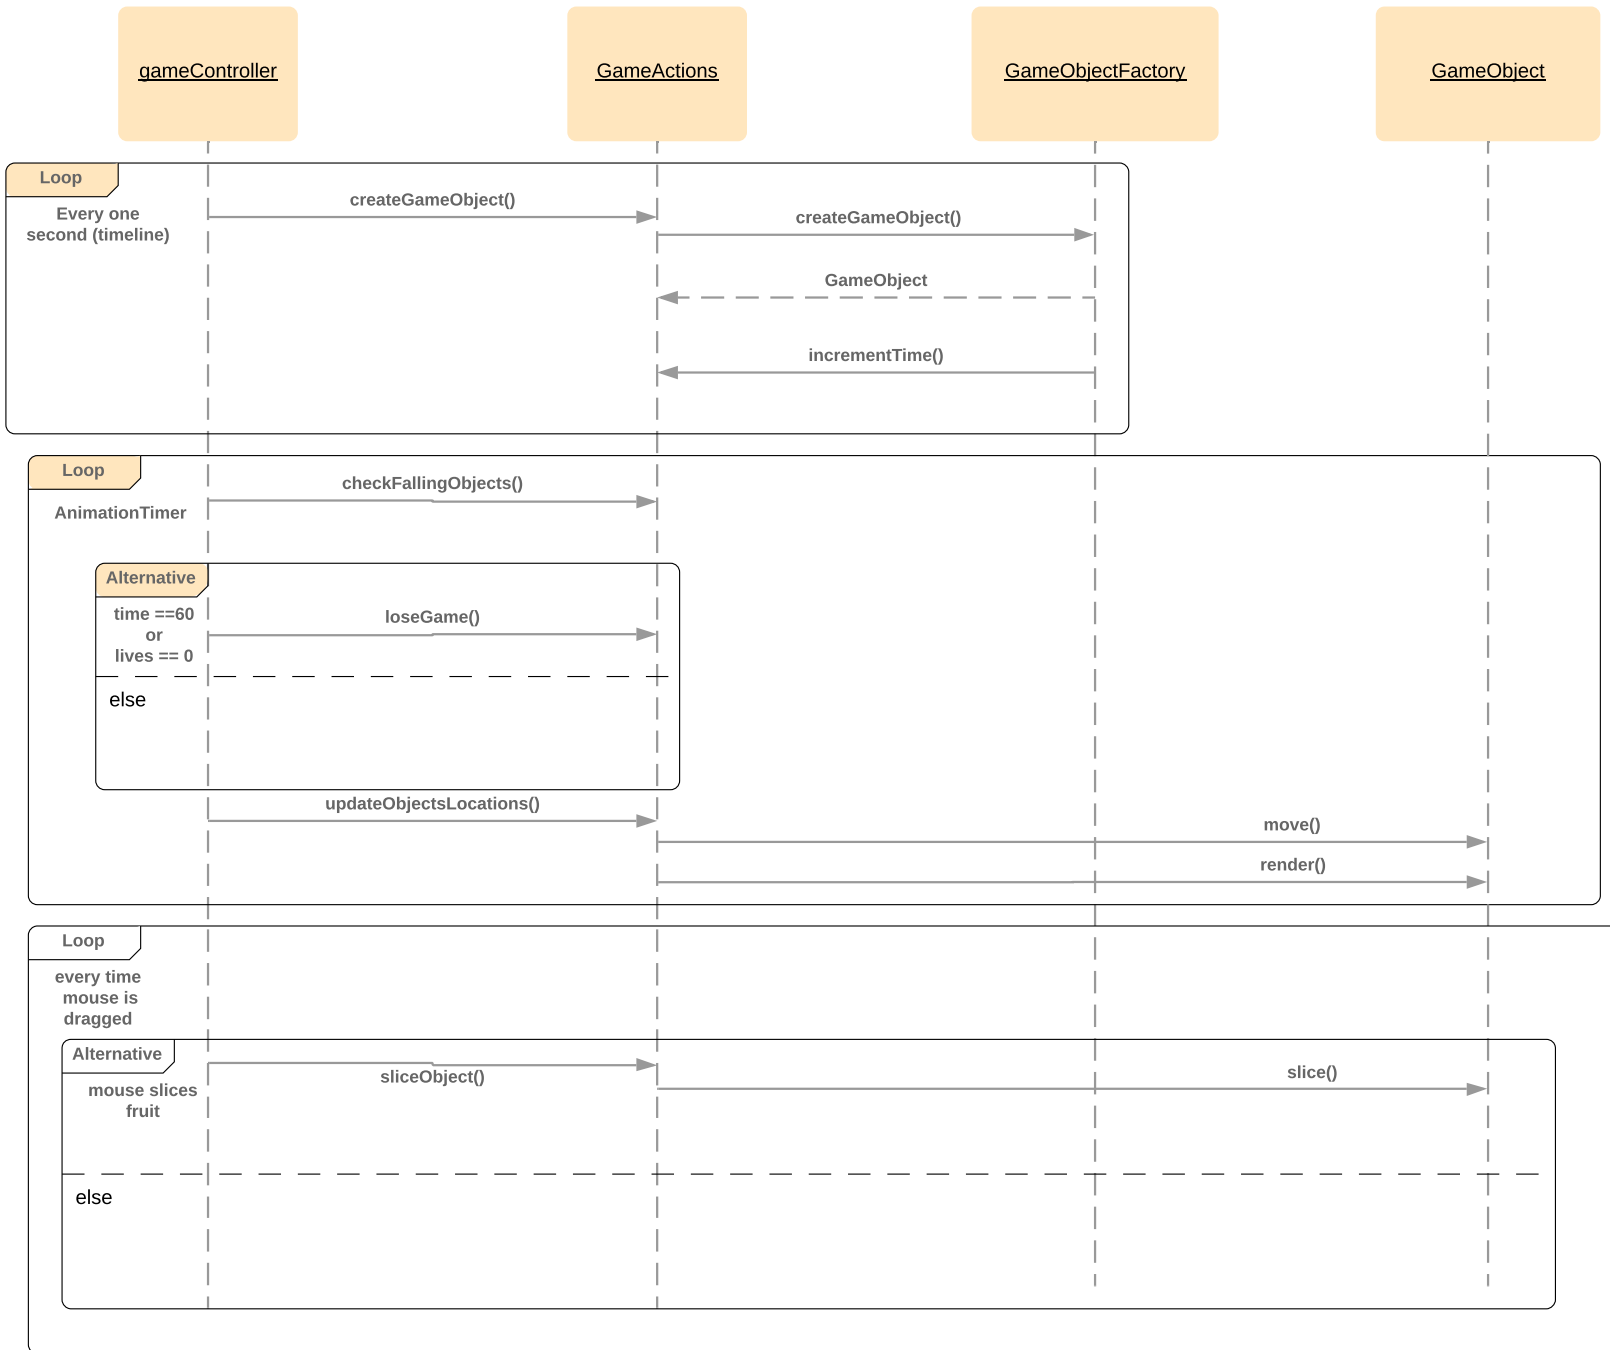 gameController
GameActions
GameObjectFactory
GameObject
Loop
Every one
second (timeline)
createGameObject()
createGameObject()
GameObject
incrementTime()
Loop
AnimationTimer
checkFallingObjects()
Alternative
time ==60
or
lives == 0
loseGame()
else
updateObjectsLocations()
move()
render()
Loop
every time
mouse is
dragged
Alternative
mouse slices
fruit
sliceObject()
slice()
else